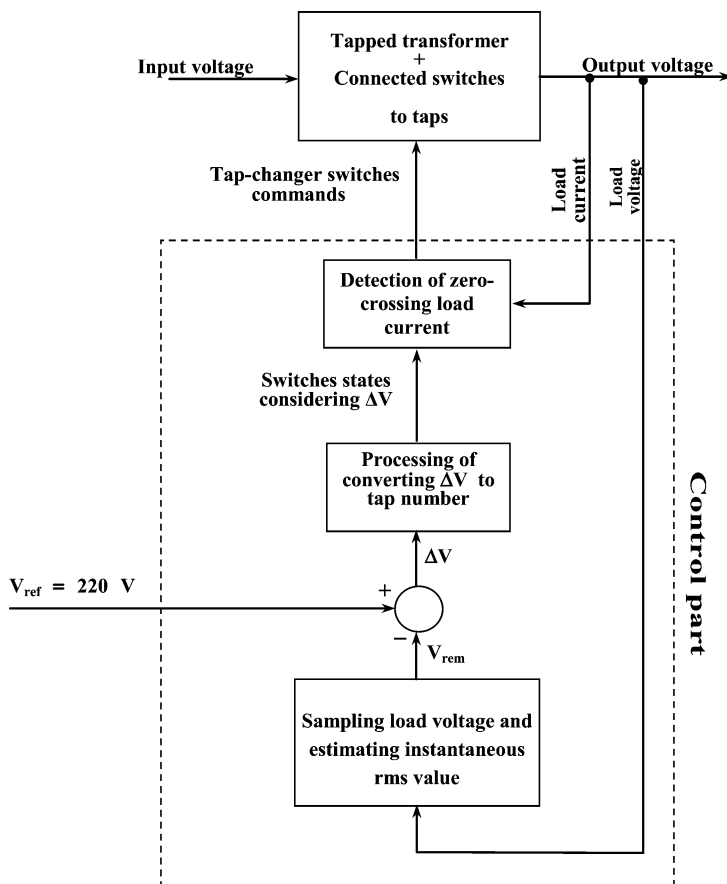 Tapped transformer
+
Connected switches
to taps
Input voltage
Output voltage
Tap-changer switches
commands
Load
current
Load
voltage
Detection of zero-
crossing load
current
Switches states
considering ΔV
Processing of
converting ΔV to
tap number
Control part
ΔV
V_ref = 220 V
+
−
V_rem
Sampling load voltage and
estimating instantaneous
rms value